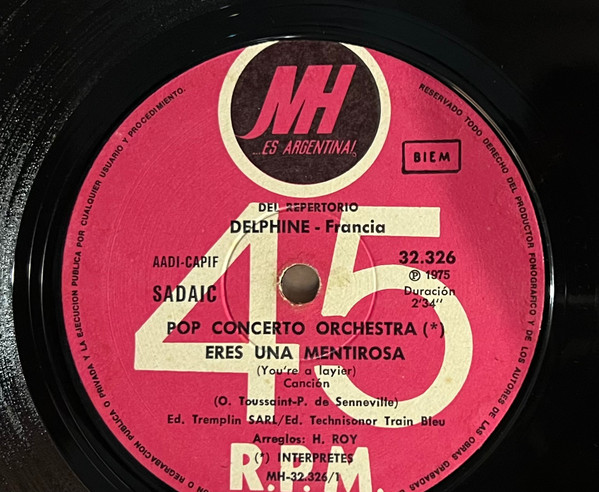 MH
...ES ARGENTINA!
BIEM
DEL REPERTORIO
DELPHINE - Francia
45
AADI-CAPIF
SADAIC
32.326
Ⓟ 1975
Duración
2'34"
POP CONCERTO ORCHESTRA (*)
ERES UNA MENTIROSA
(You're a layier)
Canción
(O. Toussaint-P. de Senneville)
Ed. Tremplin SARL/Ed. Technisonor Train Bleu
Arreglos: H. ROY
(*) INTERPRETES
R.P.M.
MH-32.326/1
RESERVADO TODO DERECHO DEL PRODUCTOR FONOGRAFICO Y DE LOS AUTORES DE LAS OBRAS GRABADAS
N O REGRABACION PUBLICA O PRIVADA Y LA EJECUCION PUBLICA POR CUALQUIER USUARIO Y PROCEDIMIENTO.